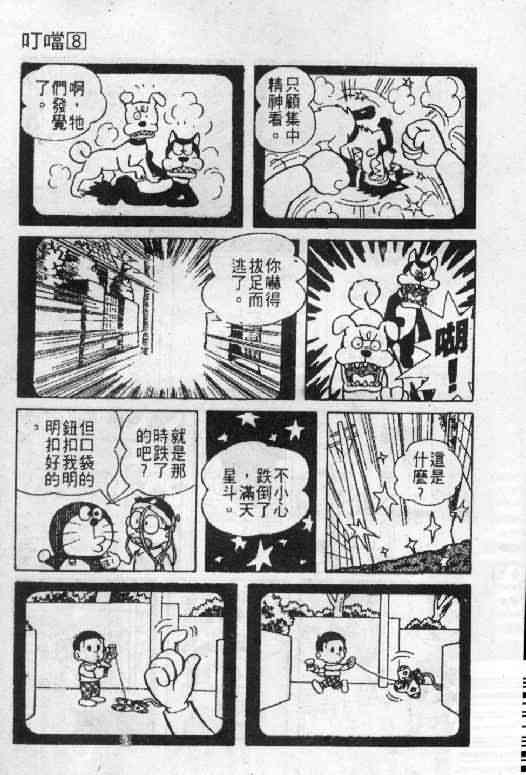 叮噹8
只顧集中
精神看。
啊，牠
們發覺
了。
嘲！
你嚇得
拔足而
逃了。
這是
什麼？
不小心
跌倒了
，滿天
星斗。
就是那
時跌了
的吧？
但口袋的
鈕扣我明
明扣好的
。